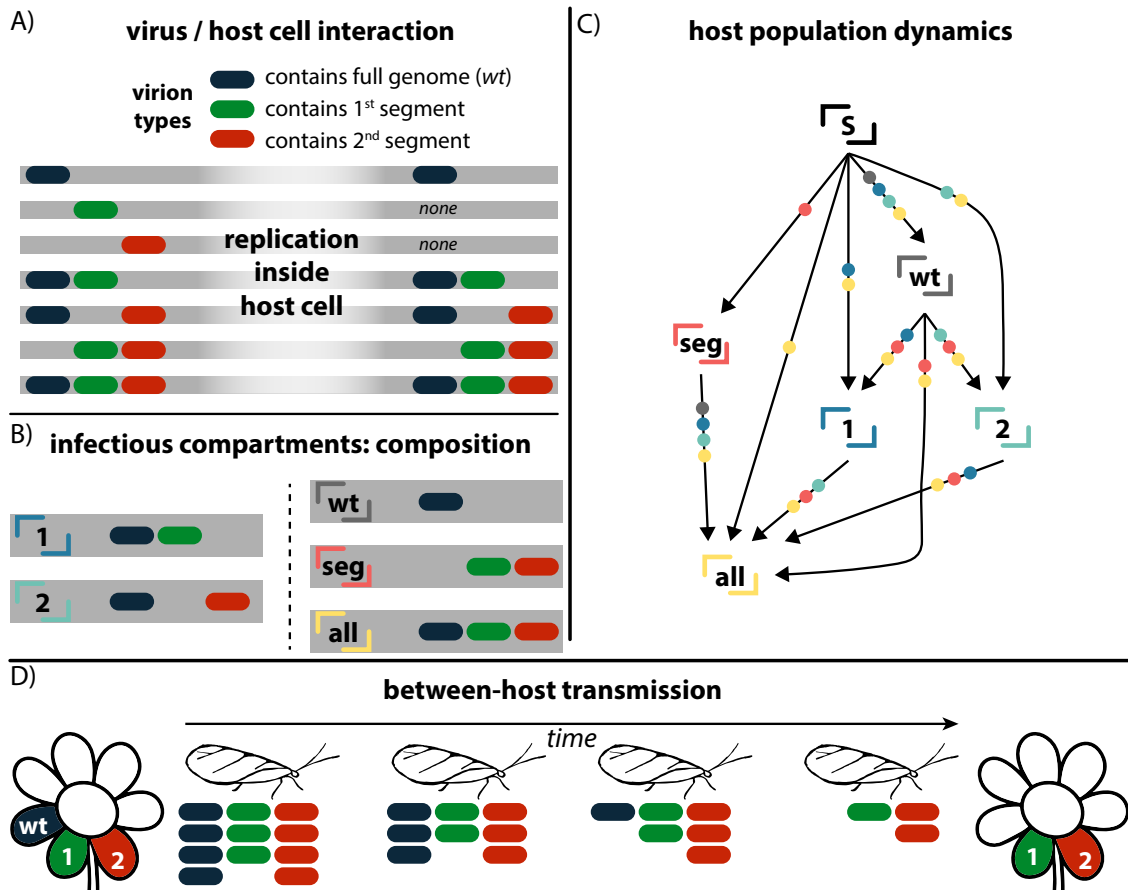 A)
virus / host cell interaction
virion
types
contains full genome (wt)
contains 1st segment
contains 2nd segment
none
none
replication
inside
host cell
B)
infectious compartments: composition
1
2
wt
seg
all
C)
host population dynamics
S
wt
seg
1
2
all
D)
between-host transmission
time
wt
1
2
1
2